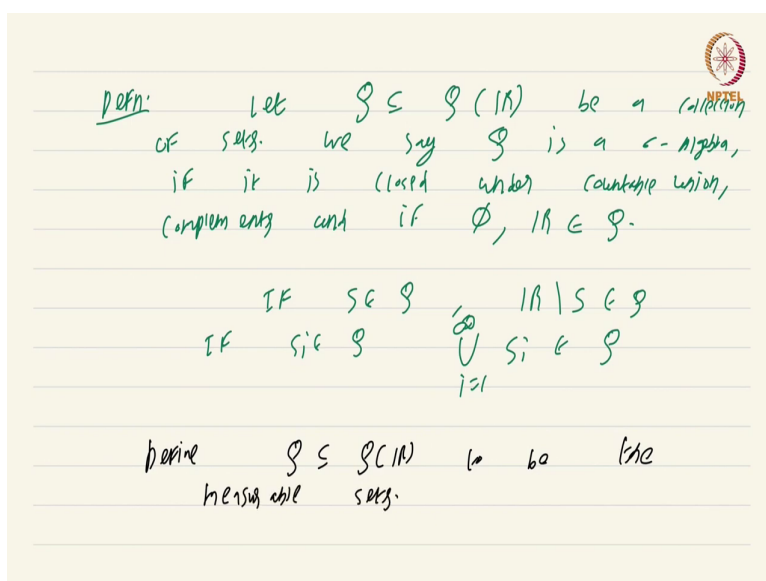 NPTEL
Defn: Let 𝒮 ⊆ 𝒫(ℝ) be a collection
of sets. We say 𝒮 is a σ-Algebra,
if it is closed under countable union,
complements and if ∅, ℝ ∈ 𝒮.
If S ∈ 𝒮, ℝ \ S ∈ 𝒮
If Si ∈ 𝒮 ∞⋃i=1 Si ∈ 𝒮
Define 𝒮 ⊆ 𝒫(ℝ) to be the
measurable sets.